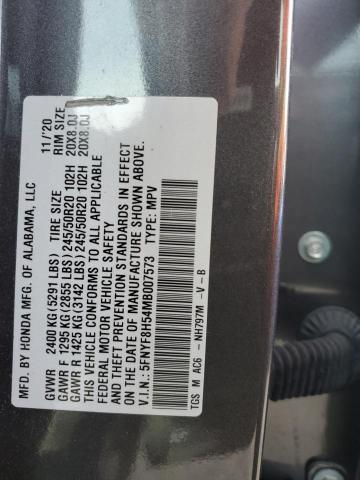 MFD. BY HONDA MFG. OF ALABAMA, LLC 11/'20
GVWR 2400 KG(5291 LBS) TIRE SIZE RIM SIZE
GAWR F 1295 KG(2855 LBS)245/50R20 102H 20X8.0J
GAWR R 1425 KG(3142 LBS)245/50R20 102H 20X8.0J
THIS VEHICLE CONFORMS TO ALL APPLICABLE
FEDERAL MOTOR VEHICLE SAFETY
AND THEFT PREVENTION STANDARDS IN EFFECT
ON THE DATE OF MANUFACTURE SHOWN ABOVE.
V.I.N.: 5FNYF8H54MB007573 TYPE: MPV
TGS M AC6- NH797M -V-B